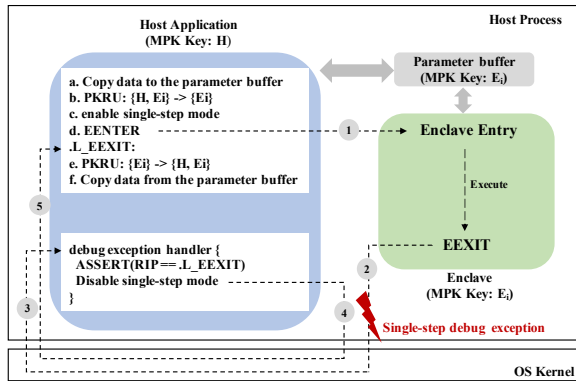 Host Application
(MPK Key: H)
Host Process
a. Copy data to the parameter buffer
b. PKRU: {H, Ei} -> {Ei}
c. enable single-step mode
d. EENTER
.L_EEXIT:
e. PKRU: {Ei} -> {H, Ei}
f. Copy data from the parameter buffer
Parameter buffer
(MPK Key: Ei)
1
Enclave Entry
Execute
EEXIT
Enclave
(MPK Key: Ei)
5
debug exception handler {
ASSERT(RIP == .L_EEXIT)
Disable single-step mode
}
2
3
4
Single-step debug exception
OS Kernel